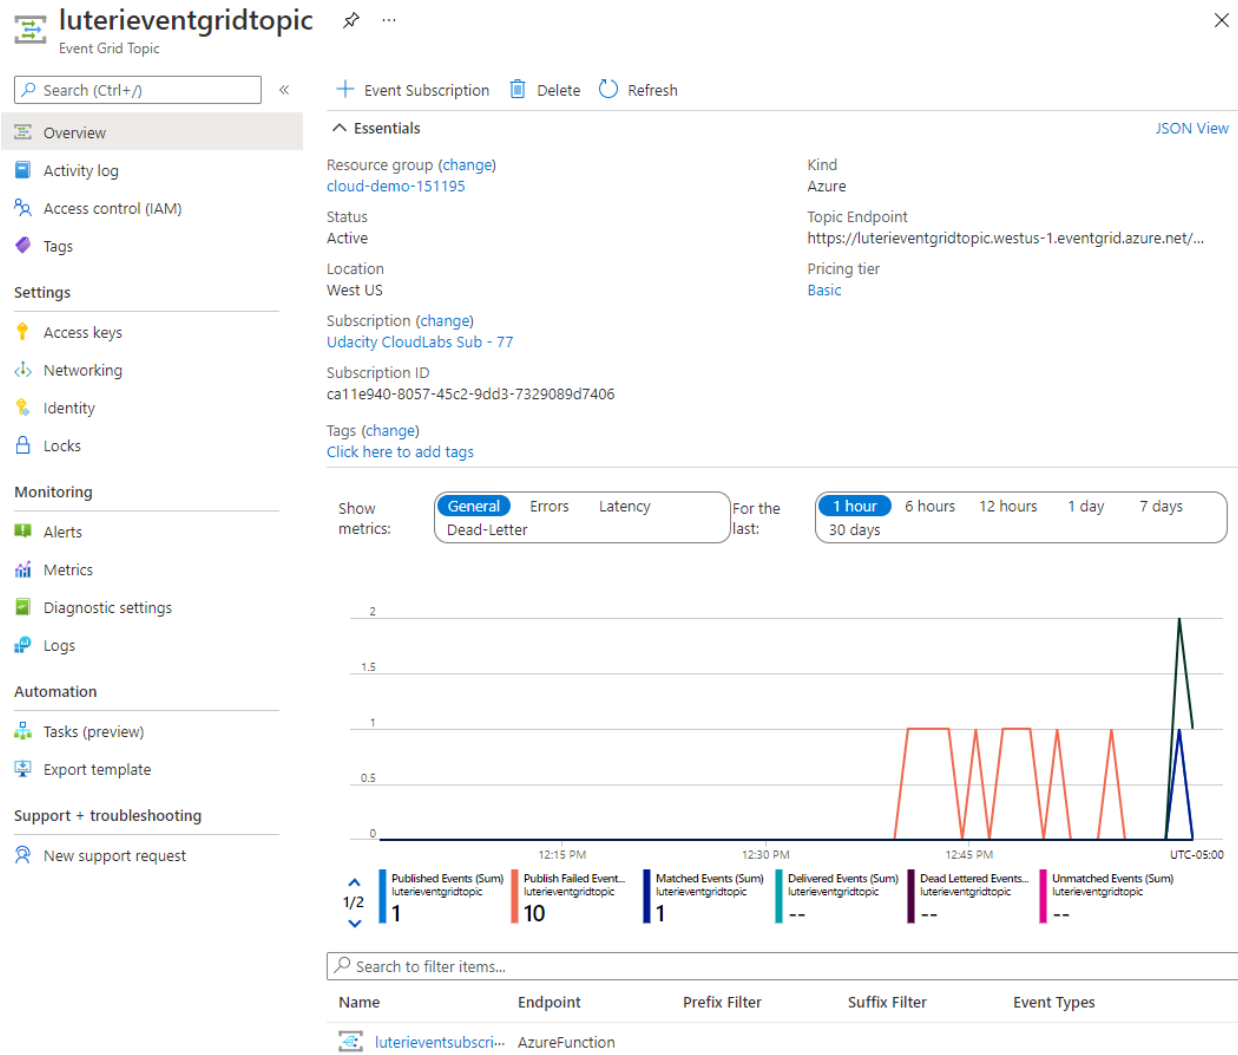 luterieventgridtopic
Event Grid Topic
Search (Ctrl+/)
«
Overview
Activity log
Access control (IAM)
Tags
Settings
Access keys
Networking
Identity
Locks
Monitoring
Alerts
Metrics
Diagnostic settings
Logs
Automation
Tasks (preview)
Export template
Support + troubleshooting
New support request
Event Subscription Delete Refresh
Essentials JSON View
Resource group (change)
cloud-demo-151195
Status
Active
Location
West US
Subscription (change)
Udacity CloudLabs Sub - 77
Subscription ID
ca11e940-8057-45c2-9dd3-7329089d7406
Tags (change)
Click here to add tags
Kind
Azure
Topic Endpoint
https://luterieventgridtopic.westus-1.eventgrid.azure.net/...
Pricing tier
Basic
Show metrics:
General Errors Latency
Dead-Letter
For the last:
1 hour 6 hours 12 hours 1 day 7 days
30 days
2
1.5
1
0.5
0
12:15 PM 12:30 PM 12:45 PM UTC-05:00
1/2
Published Events (Sum)
luterieventgridtopic
1
Publish Failed Event...
luterieventgridtopic
10
Matched Events (Sum)
luterieventgridtopic
1
Delivered Events (Sum)
luterieventgridtopic
--
Dead Lettered Events...
luterieventgridtopic
--
Unmatched Events (Sum)
luterieventgridtopic
--
Search to filter items...
Name Endpoint Prefix Filter Suffix Filter Event Types
luterieventsubscri... AzureFunction